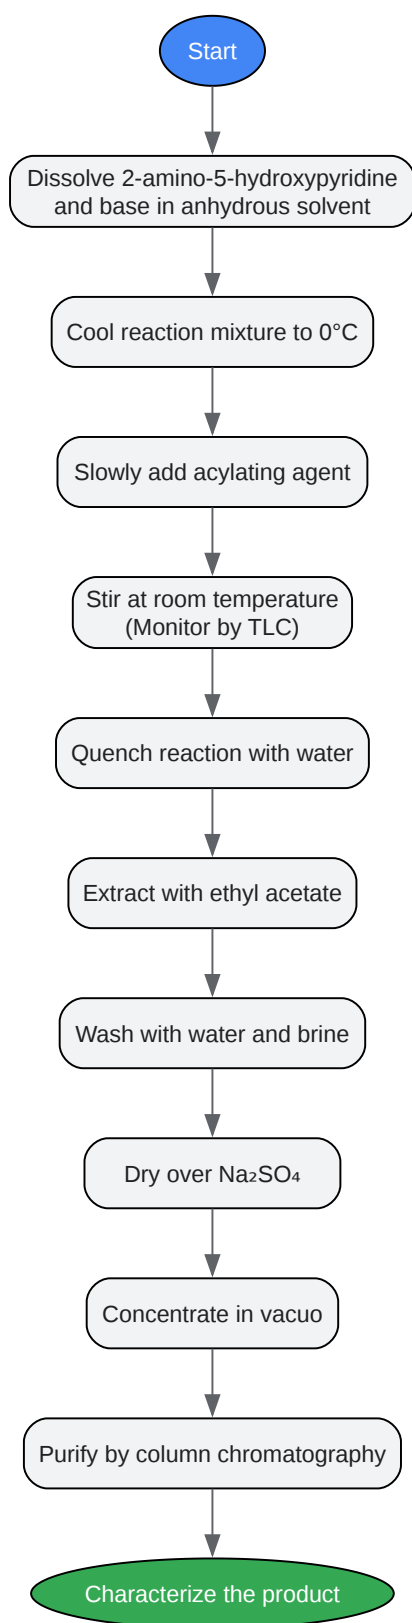 Start
Dissolve 2-amino-5-hydroxypyridine
and base in anhydrous solvent
Cool reaction mixture to 0°C
Slowly add acylating agent
Stir at room temperature
(Monitor by TLC)
Quench reaction with water
Extract with ethyl acetate
Wash with water and brine
Dry over Na₂SO₄
Concentrate in vacuo
Purify by column chromatography
Characterize the product